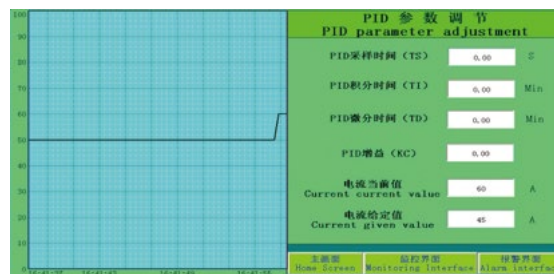 100
90
80
70
60
50
40
30
20
10
0
PID 参 数 调 节
PID parameter adjustment
PID采样时间（TS） 0.00 S
PID积分时间（TI） 0.00 Min
PID微分时间（TD） 0.00 Min
PID增益（KC） 0.00
电流当前值
Current current value 60 A
电流给定值
Current given value 45 A
主画面
Home Screen
监控界面
Monitoring Interface
报警界面
Alarm interfac